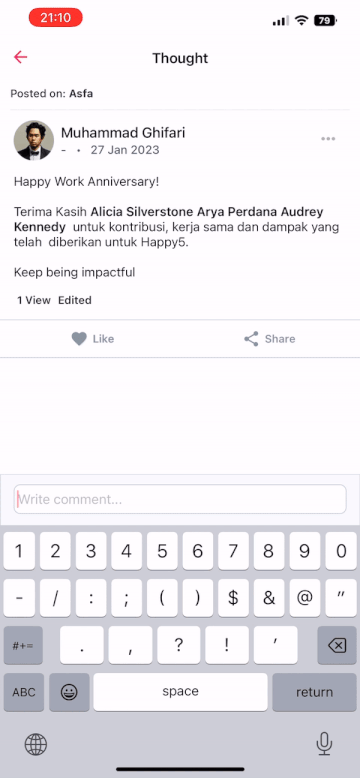 21:10
79
Thought
Posted on: Asfa
Muhammad Ghifari
- • 27 Jan 2023
Happy Work Anniversary!
Terima Kasih Alicia Silverstone Arya Perdana Audrey
Kennedy untuk kontribusi, kerja sama dan dampak yang
telah diberikan untuk Happy5.
Keep being impactful
1 View Edited
Like Share
Write comment...
1 2 3 4 5 6 7 8 9 0
- / : ; ( ) $ & @ "
#+= . , ? ! '
ABC space return